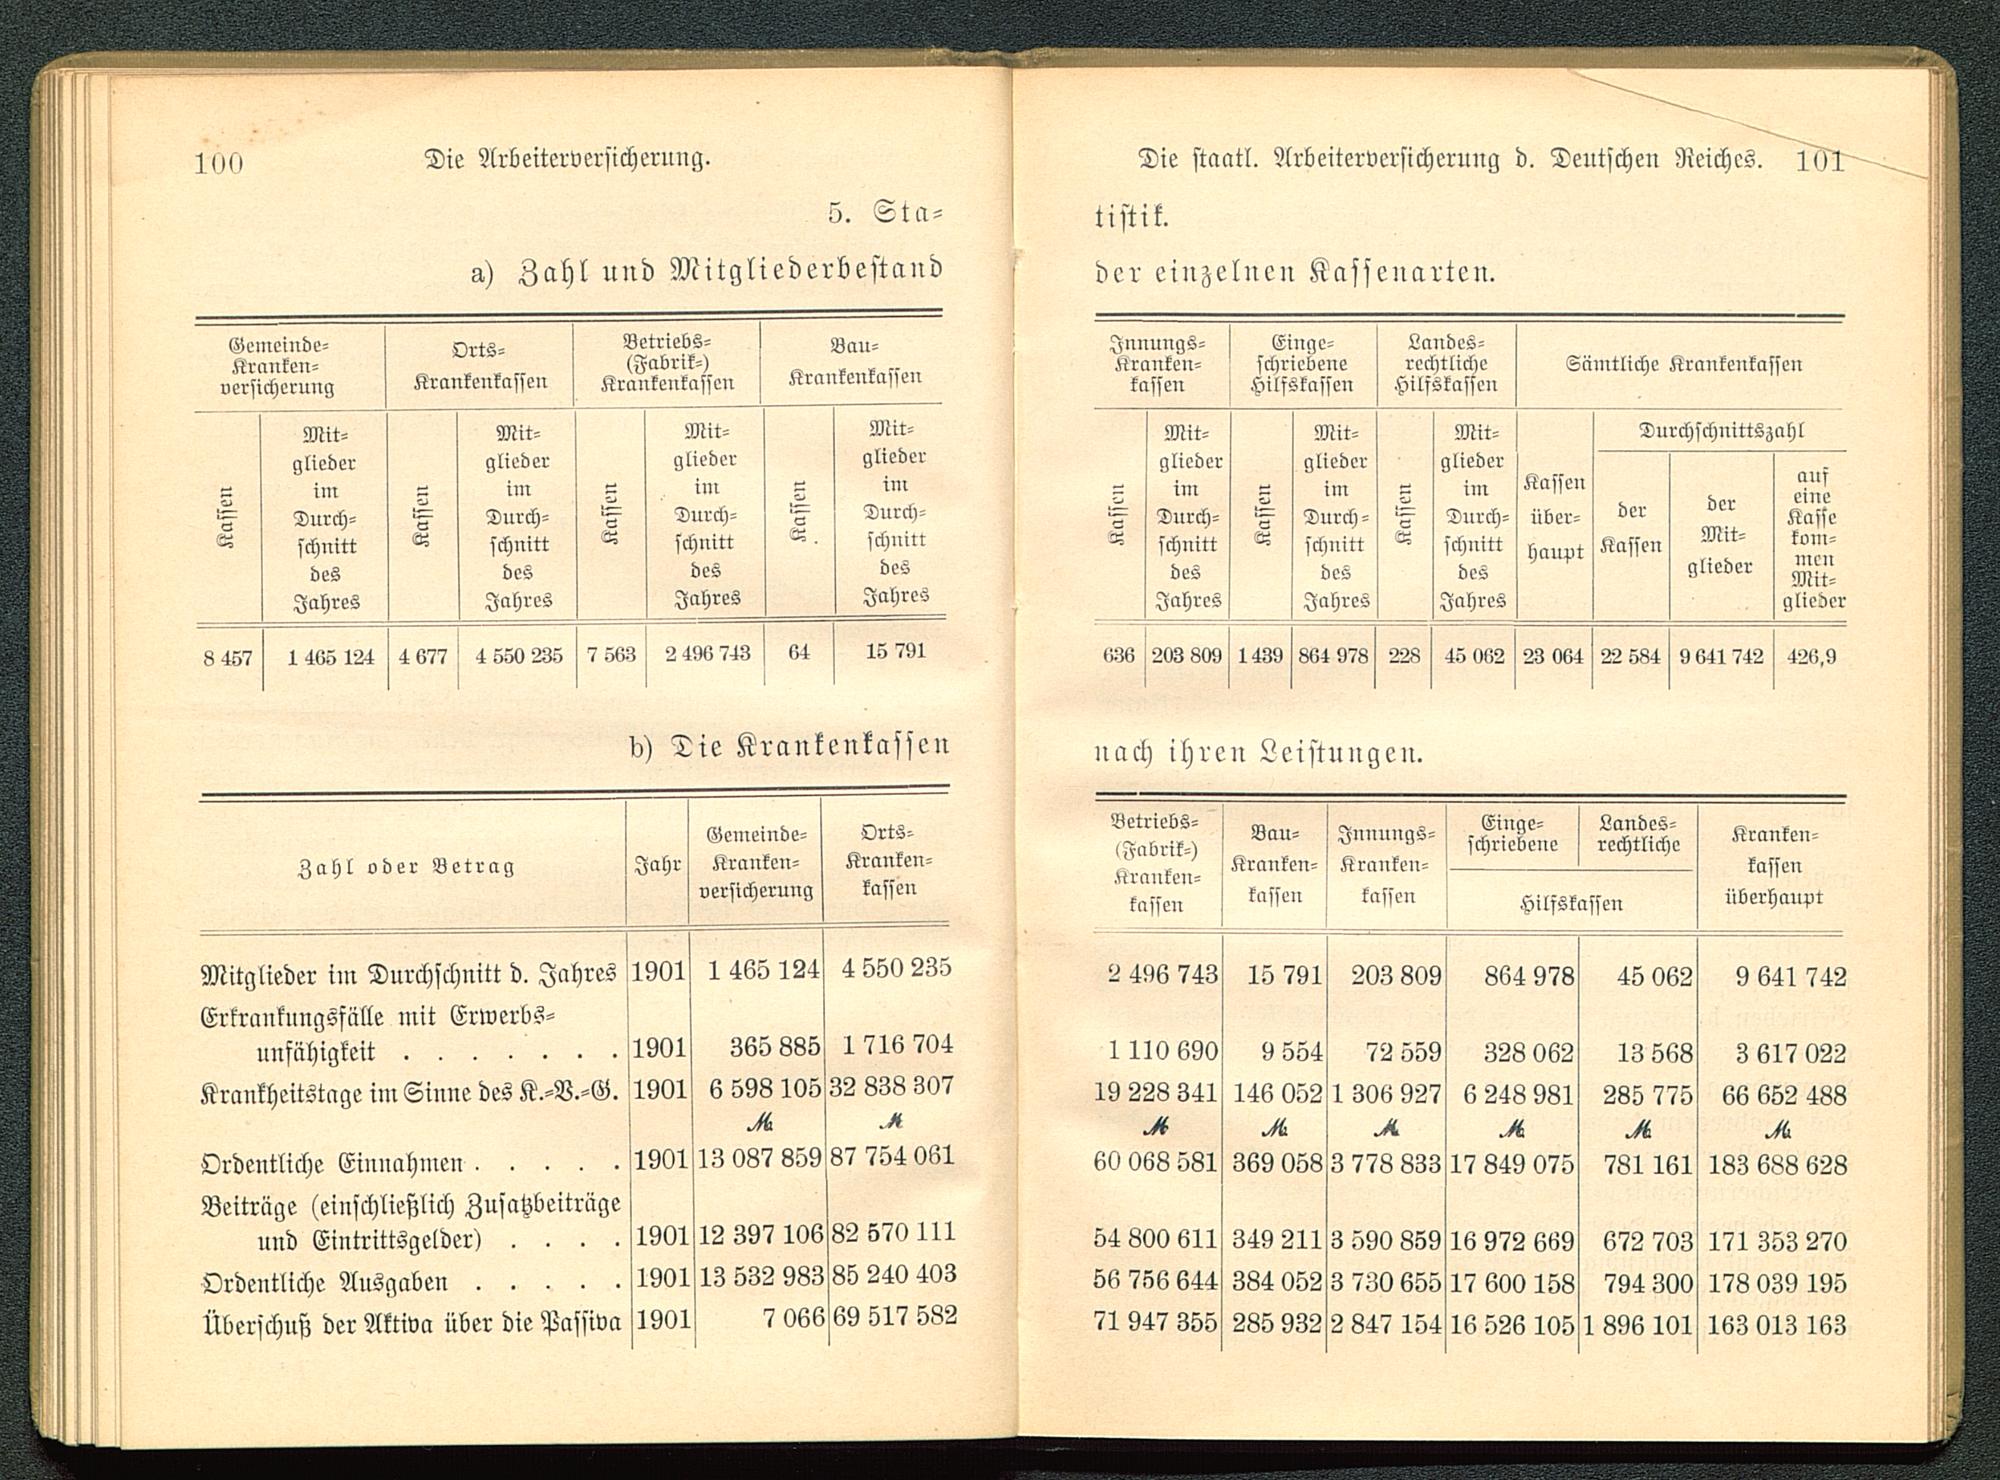 100 Die Arbeiterversicherung.
5. Sta-
a) Zahl und Mitgliederbestand
Gemeinde-
Kranken-
versicherung
Orts-
Krankenkassen
Betriebs-
(Fabrik-)
Krankenkassen
Bau-
Krankenkassen
Kassen
Mit-
glieder
im
Durch-
schnitt
des
Jahres
Kassen
Mit-
glieder
im
Durch-
schnitt
des
Jahres
Kassen
Mit-
glieder
im
Durch-
schnitt
des
Jahres
Kassen
Mit-
glieder
im
Durch-
schnitt
des
Jahres
8 457 1 465 124 4 677 4 550 235 7 563 2 496 743 64 15 791
b) Die Krankenkassen
Zahl oder Betrag
Jahr
Gemeinde-
Kranken-
versicherung
Orts-
Kranken-
kassen
Mitglieder im Durchschnitt d. Jahres 1901 1 465 124 4 550 235
Erkrankungsfälle mit Erwerbs-
unfähigkeit . . . . . . . 1901 365 885 1 716 704
Krankheitstage im Sinne des K.-V.-G. 1901 6 598 105 32 838 307
M M
Ordentliche Einnahmen . . . . . 1901 13 087 859 87 754 061
Beiträge (einschließlich Zusatzbeiträge
und Eintrittsgelder) . . . . 1901 12 397 106 82 570 111
Ordentliche Ausgaben . . . . . 1901 13 532 983 85 240 403
Überschuß der Aktiva über die Passiva 1901 7 066 69 517 582
Die staatl. Arbeiterversicherung d. Deutschen Reiches. 101
tistik.
der einzelnen Kassenarten.
Innungs-
Kranken-
kassen
Einge-
schriebene
Hilfskassen
Landes-
rechtliche
Hilfskassen
Sämtliche Krankenkassen
Kassen
Mit-
glieder
im
Durch-
schnitt
des
Jahres
Kassen
Mit-
glieder
im
Durch-
schnitt
des
Jahres
Kassen
Mit-
glieder
im
Durch-
schnitt
des
Jahres
Kassen
über-
haupt
Durchschnittszahl
der
Kassen
der
Mit-
glieder
auf
eine
Kasse
kom-
men
Mit-
glieder
636 203 809 1 439 864 978 228 45 062 23 064 22 584 9 641 742 426,9
nach ihren Leistungen.
Betriebs-
(Fabrik-)
Kranken-
kassen
Bau-
Kranken-
kassen
Innungs-
Kranken-
kassen
Einge-
schriebene
Landes-
rechtliche
Hilfskassen
Kranken-
kassen
überhaupt
2 496 743 15 791 203 809 864 978 45 062 9 641 742
1 110 690 9 554 72 559 328 062 13 568 3 617 022
19 228 341 146 052 1 306 927 6 248 981 285 775 66 652 488
M M M M M M
60 068 581 369 058 3 778 833 17 849 075 781 161 183 688 628
54 800 611 349 211 3 590 859 16 972 669 672 703 171 353 270
56 756 644 384 052 3 730 655 17 600 158 794 300 178 039 195
71 947 355 285 932 2 847 154 16 526 105 1 896 101 163 013 163